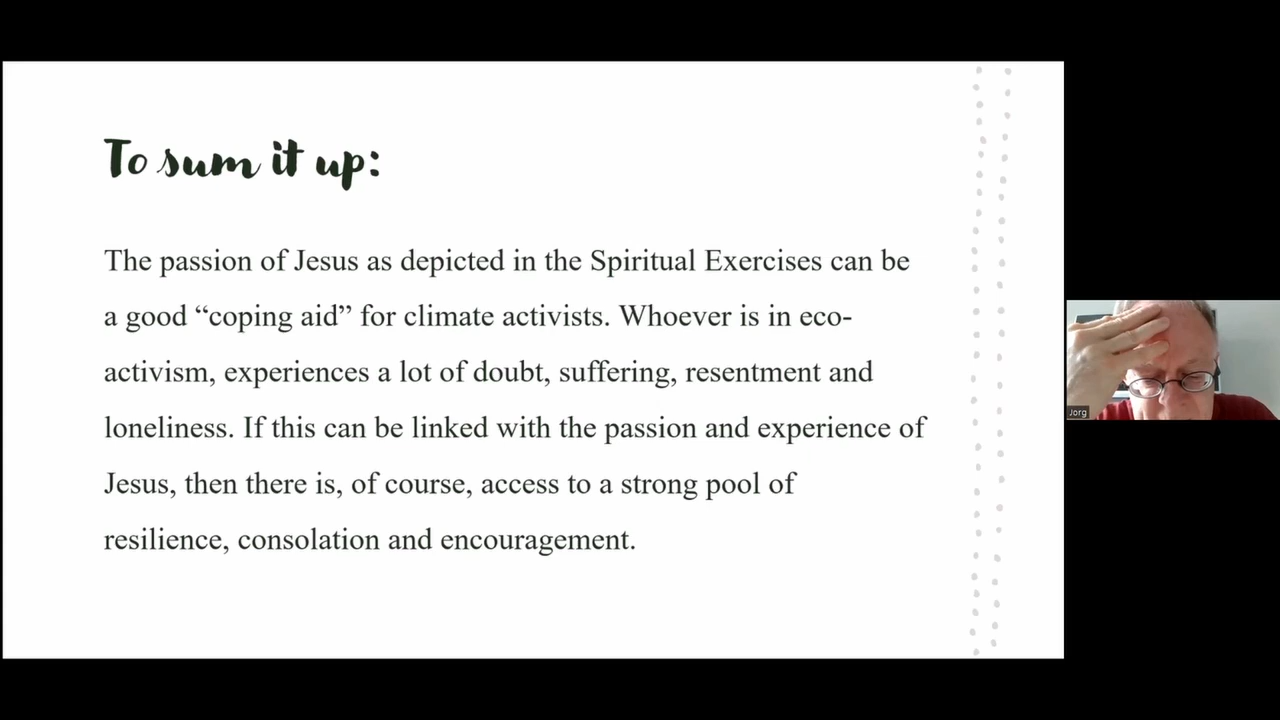 To sum it up:
The passion of Jesus as depicted in the Spiritual Exercises can be
a good “coping aid” for climate activists. Whoever is in eco-
activism, experiences a lot of doubt, suffering, resentment and
loneliness. If this can be linked with the passion and experience of
Jesus, then there is, of course, access to a strong pool of
resilience, consolation and encouragement.
Jorg